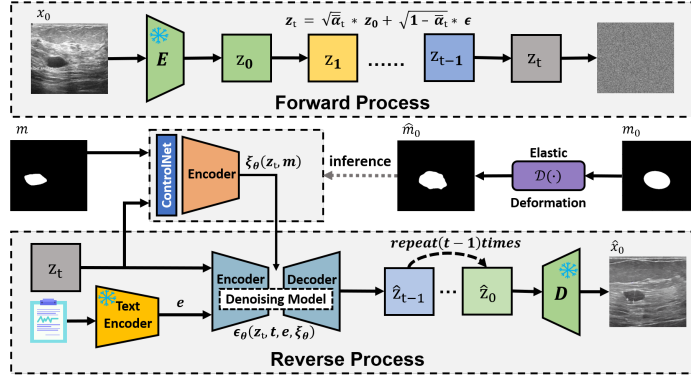 x₀
z_t = √ᾱ_t * z₀ + √1 − ᾱ_t * ϵ
E
z₀
z₁
......
z_{t−1}
z_t
Forward Process
m
ControlNet
Encoder
ξ_θ(z_t, m)
inference
m̂₀
Elastic
𝒟(·)
Deformation
m₀
z_t
Text
Encoder
e
Encoder
Decoder
Denoising Model
ϵ_θ(z_t, t, e, ξ_θ)
repeat(t − 1)times
ẑ_{t−1}
...
ẑ₀
D
x̂₀
Reverse Process